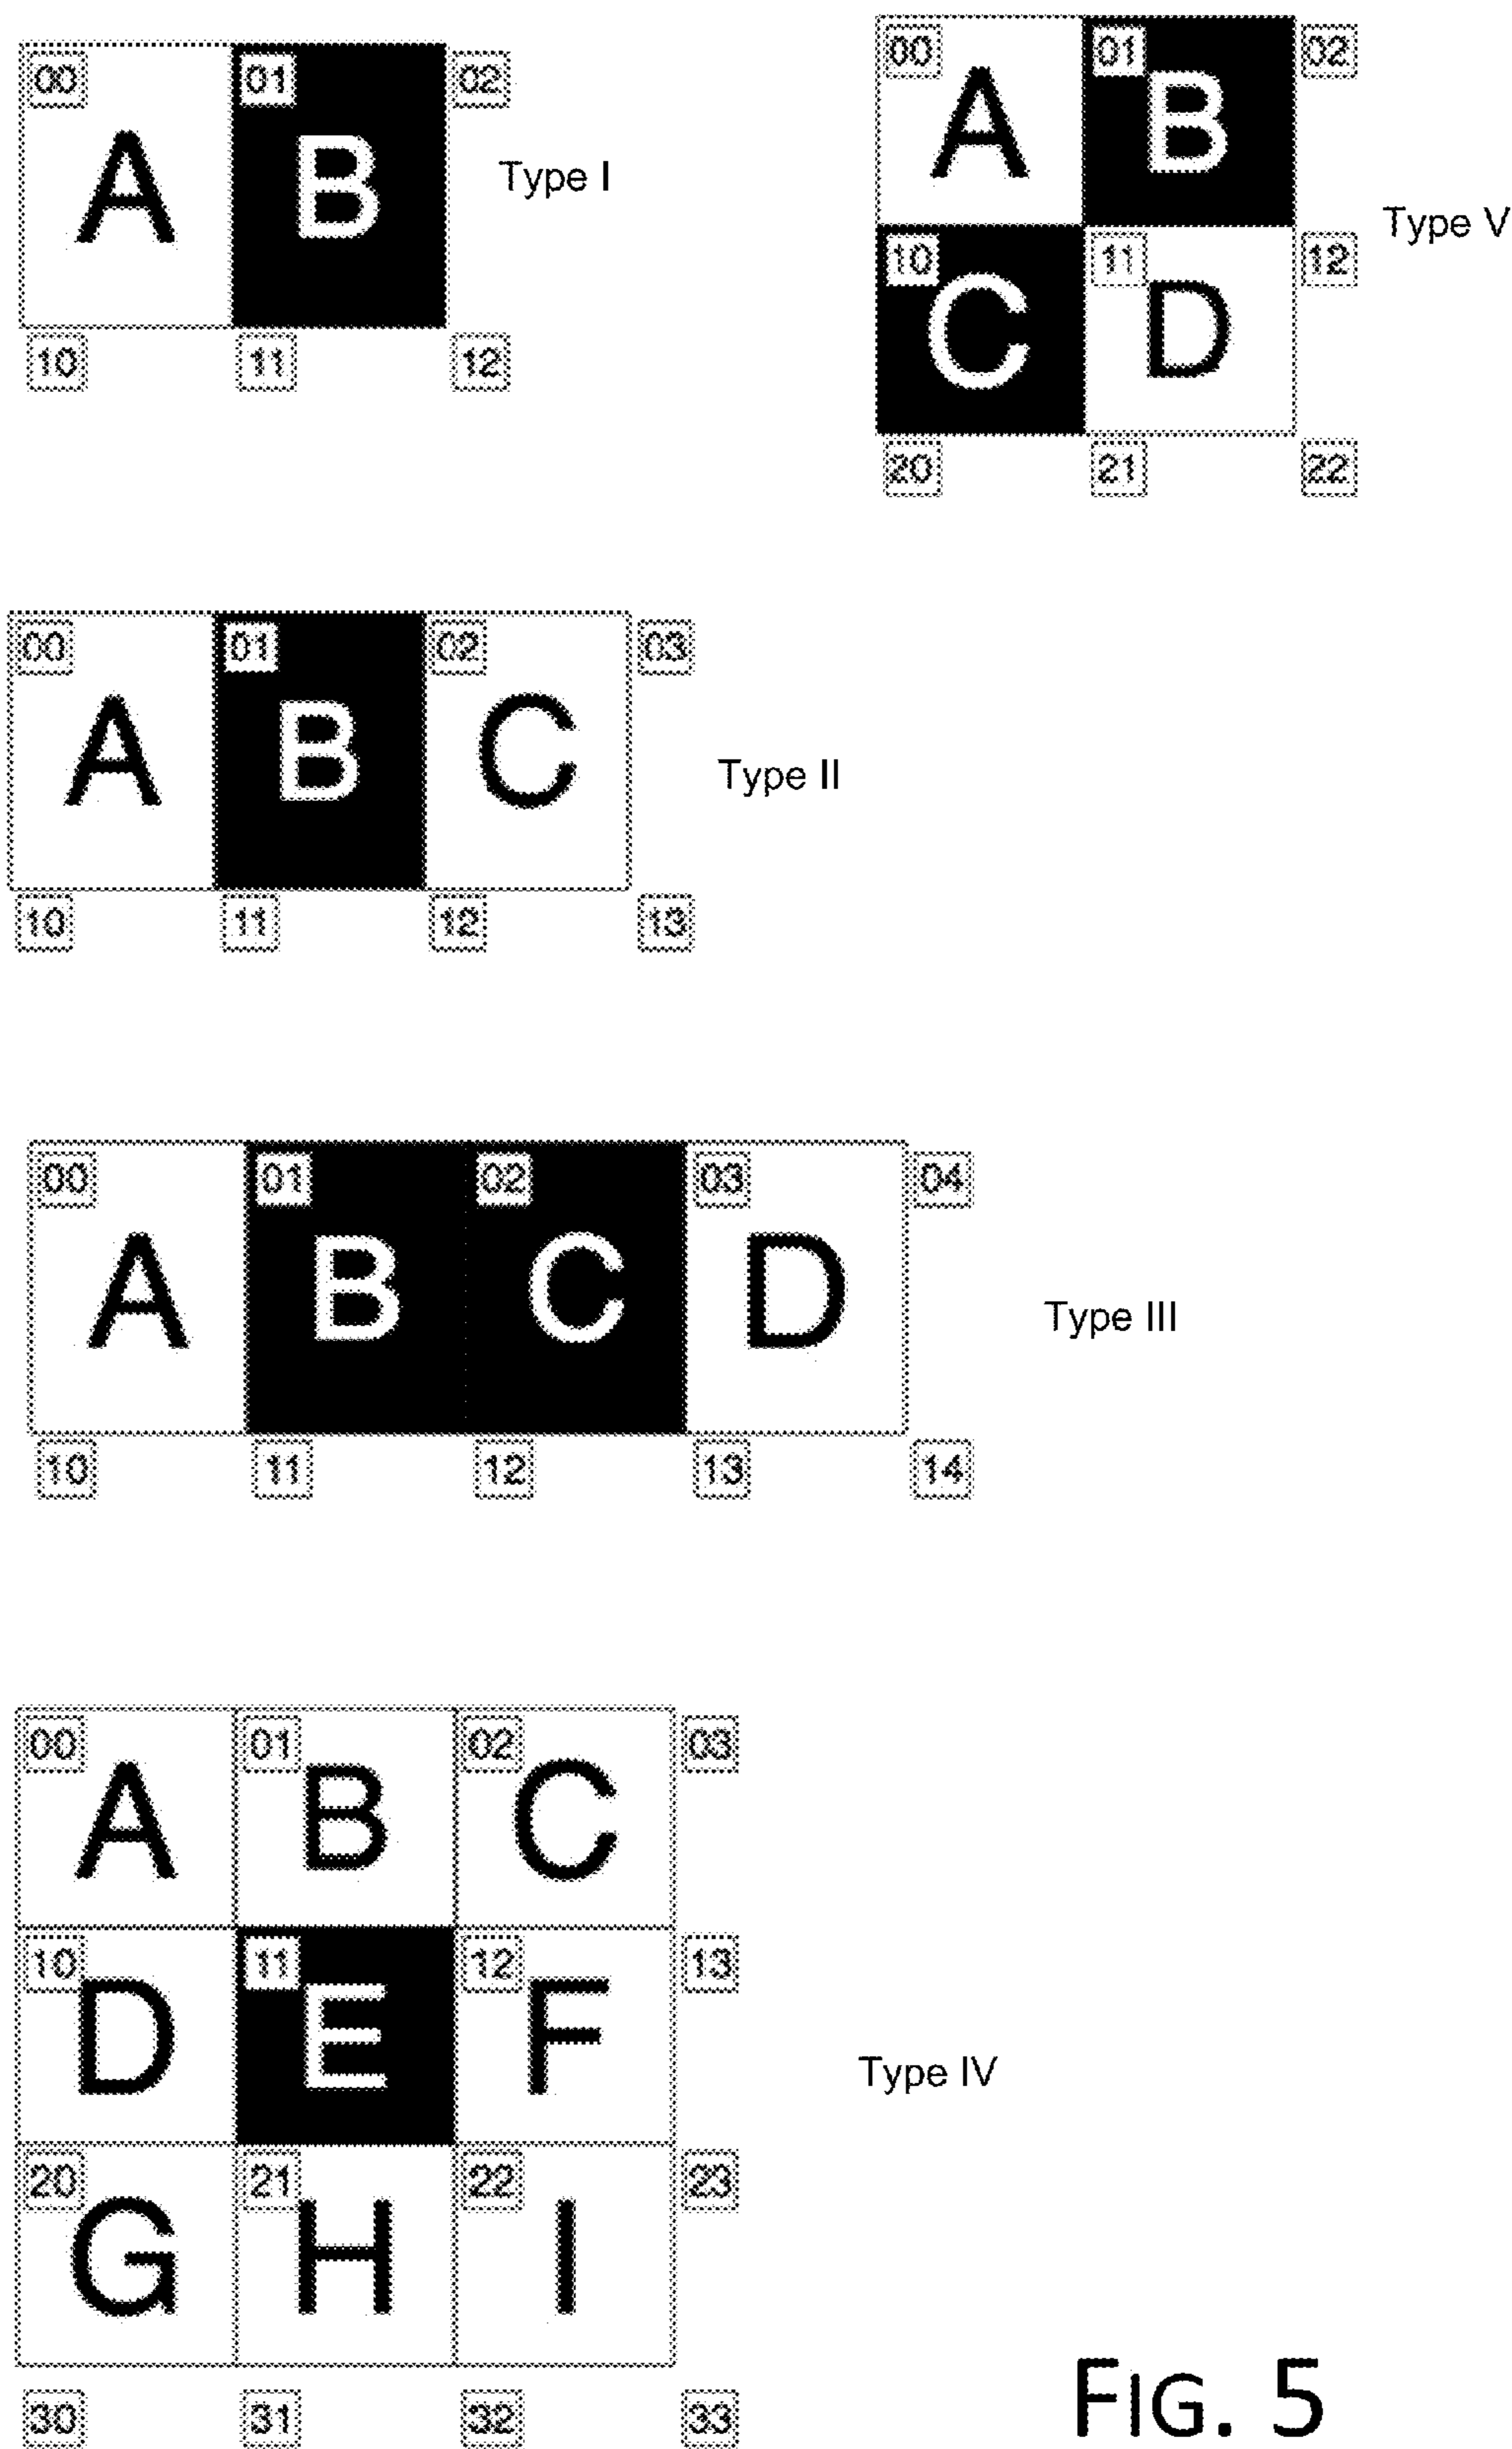 00 01 02
A B
Type I
10 11 12
00 01 02
A B
Type V
10 11 12
C D
20 21 22
00 01 02 03
A B C
Type II
10 11 12 13
00 01 02 03 04
A B C D
Type III
10 11 12 13 14
00 01 02 03
A B C
10 11 12 13
D E F
Type IV
20 21 22 23
G H I
30 31 32 33
FIG. 5